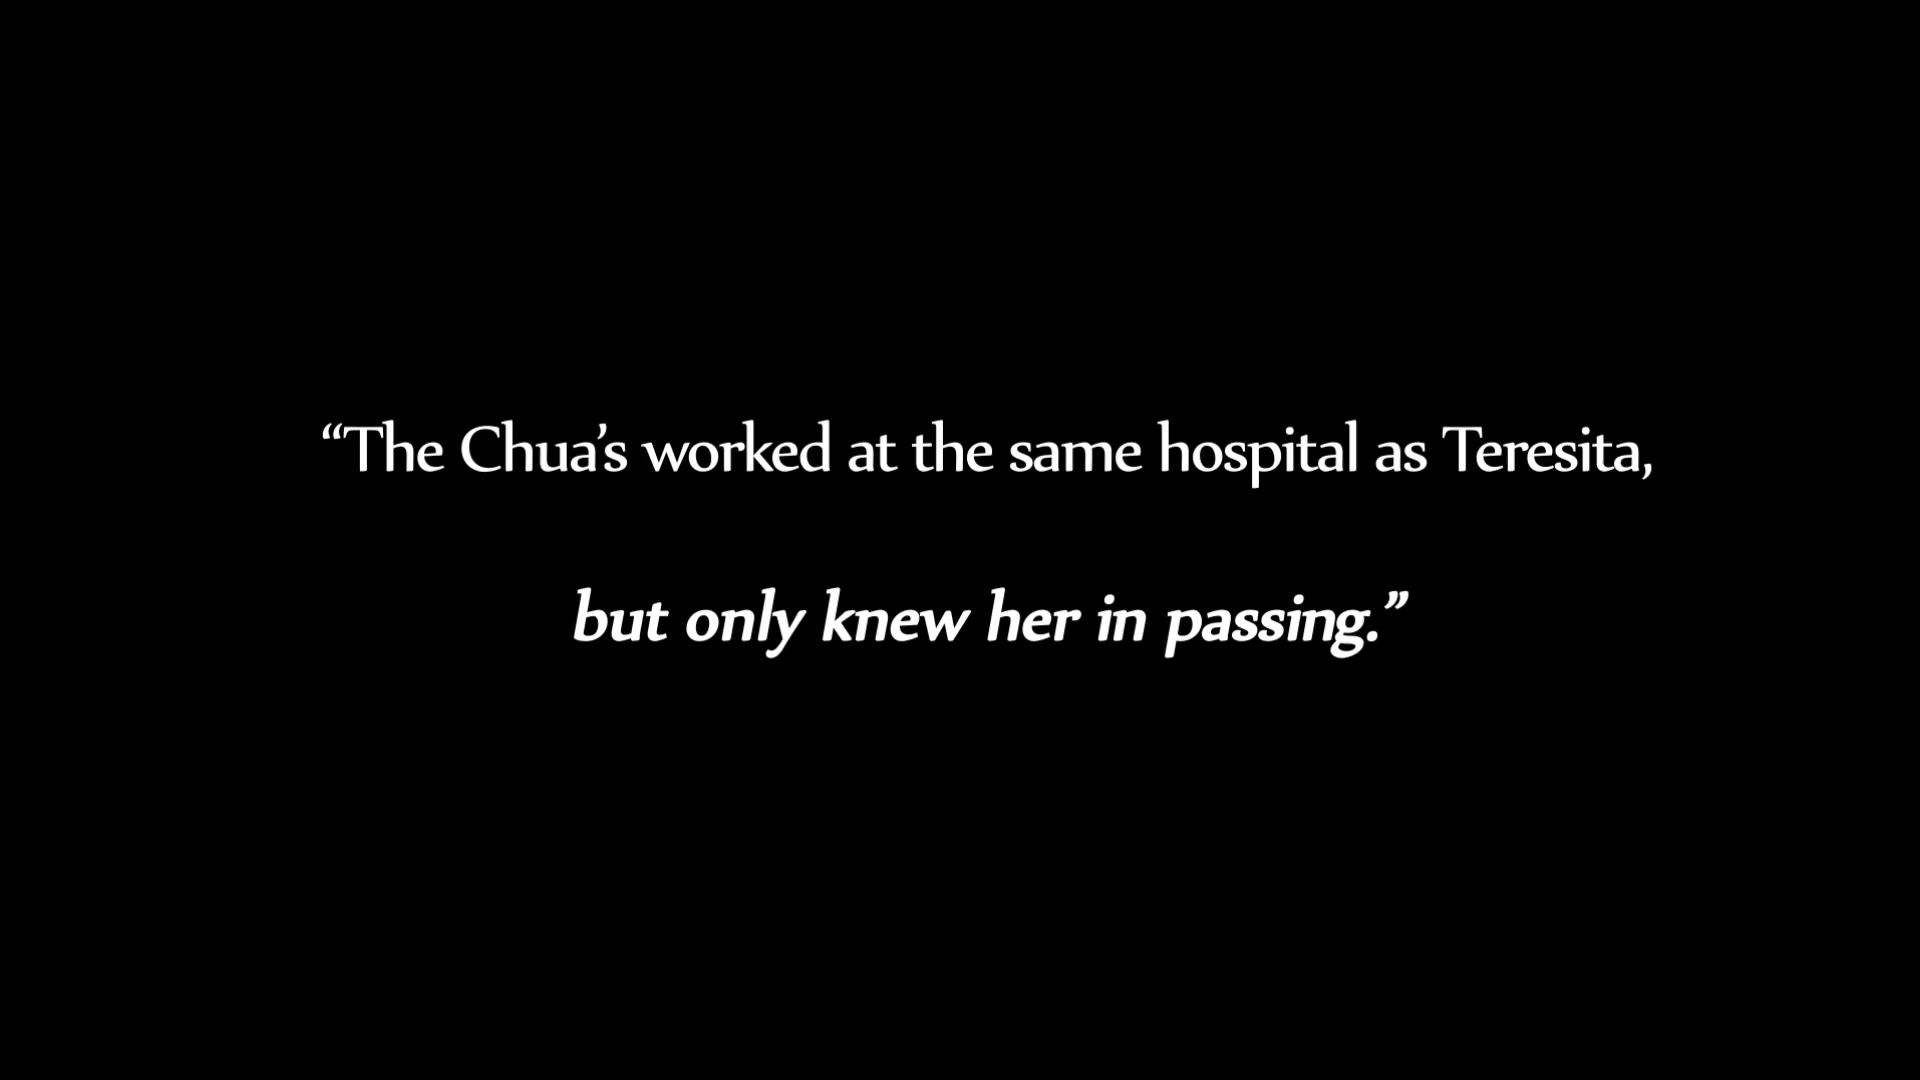 “The Chua’s worked at the same hospital as Teresita,
but only knew her in passing.”